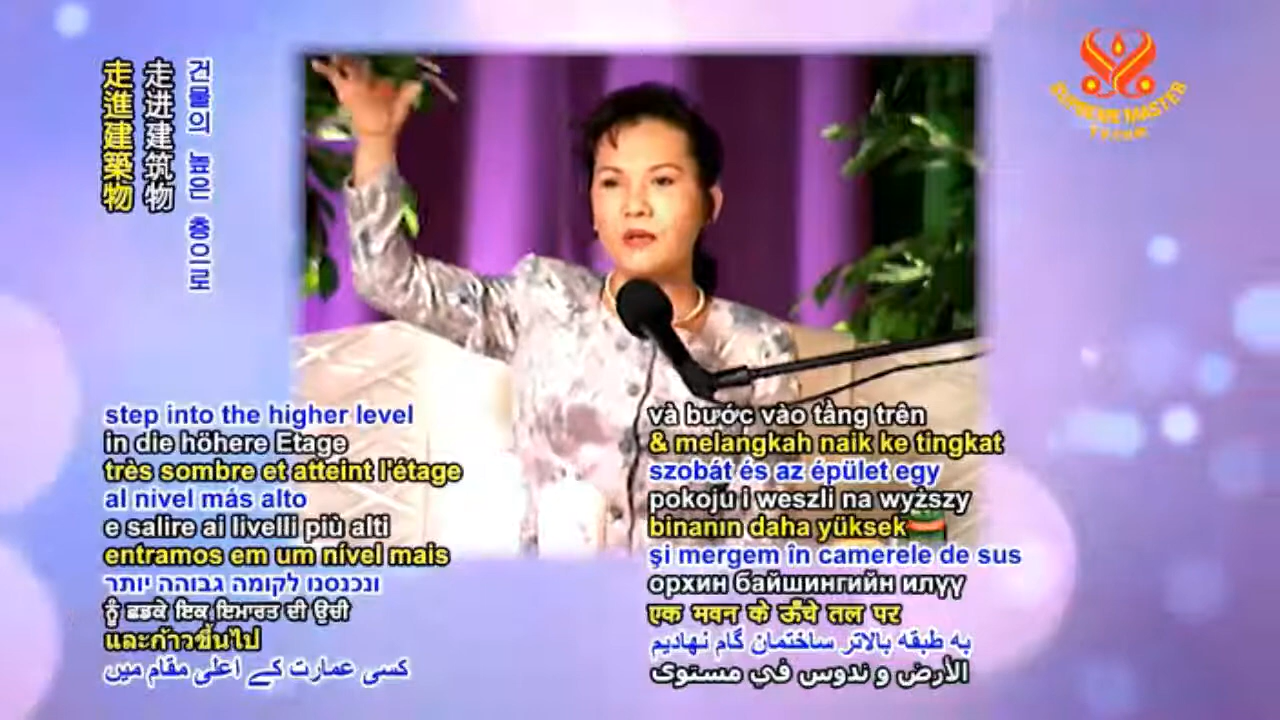 走進建築物
走进建筑物
건물의 높은 층으로
SUPREME MASTER
step into the higher level
in die höhere Etage
très sombre et atteint l'étage
al nivel más alto
e salire ai livelli più alti
entramos em um nível mais
ונכנסנו לקומה גבוהה יותר
ਨੂੰ ਛਡਕੇ ਇਕ ਇਮਾਰਤ ਦੀ ਉਚੀ
และก้าวขึ้นไป
کسی عمارت کے اعلی مقام میں
và bước vào tầng trên
& melangkah naik ke tingkat
szobát és az épület egy
pokoju i weszli na wyższy
binanın daha yüksek
şi mergem în camerele de sus
орхин байшингийн илүү
एक भवन के ऊँचे तल पर
به طبقه بالاتر ساختمان گام نهادیم
الأرض و ندوس في مستوى